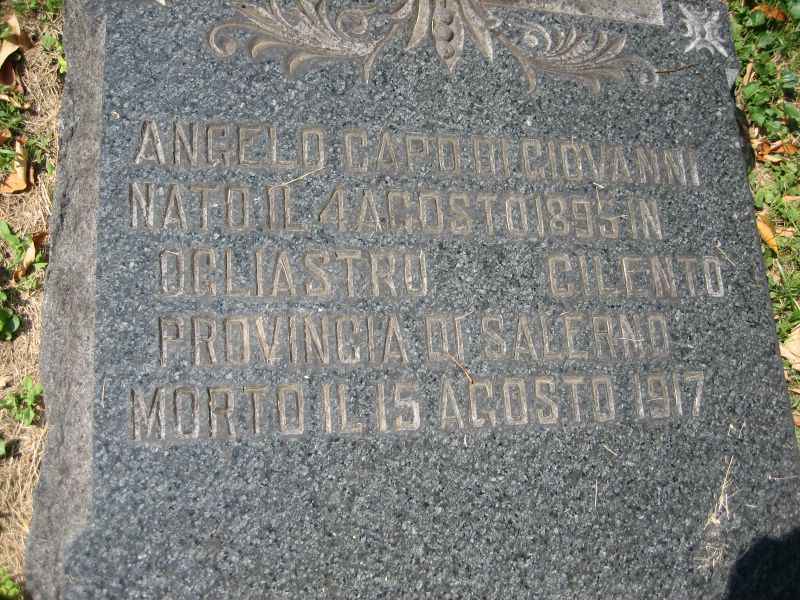 ANGELO CAPO DI GIOVANNI
NATO IL 4 AGOSTO 1895 IN
OGLIASTRO CILENTO
PROVINCIA DI SALERNO
MORTO IL 15 AGOSTO 1917